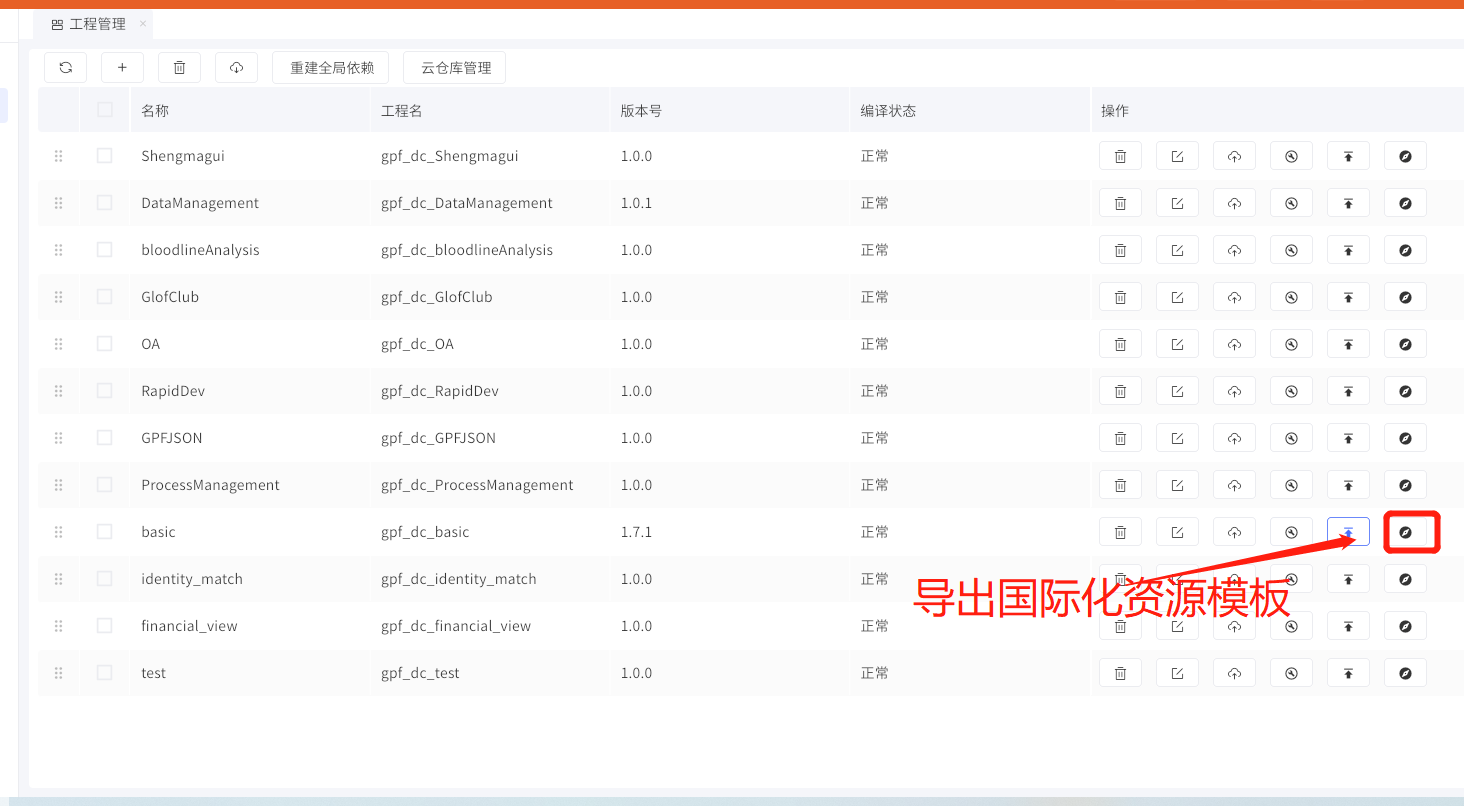 工程管理 ×
重建全局依赖 云仓库管理
名称 工程名 版本号 编译状态 操作
Shengmagui gpf_dc_Shengmagui 1.0.0 正常
DataManagement gpf_dc_DataManagement 1.0.1 正常
bloodlineAnalysis gpf_dc_bloodlineAnalysis 1.0.0 正常
GlofClub gpf_dc_GlofClub 1.0.0 正常
OA gpf_dc_OA 1.0.0 正常
RapidDev gpf_dc_RapidDev 1.0.0 正常
GPFJSON gpf_dc_GPFJSON 1.0.0 正常
ProcessManagement gpf_dc_ProcessManagement 1.0.0 正常
basic gpf_dc_basic 1.7.1 正常
identity_match gpf_dc_identity_match 1.0.0 正常
导出国际化资源模板
financial_view gpf_dc_financial_view 1.0.0 正常
test gpf_dc_test 1.0.0 正常